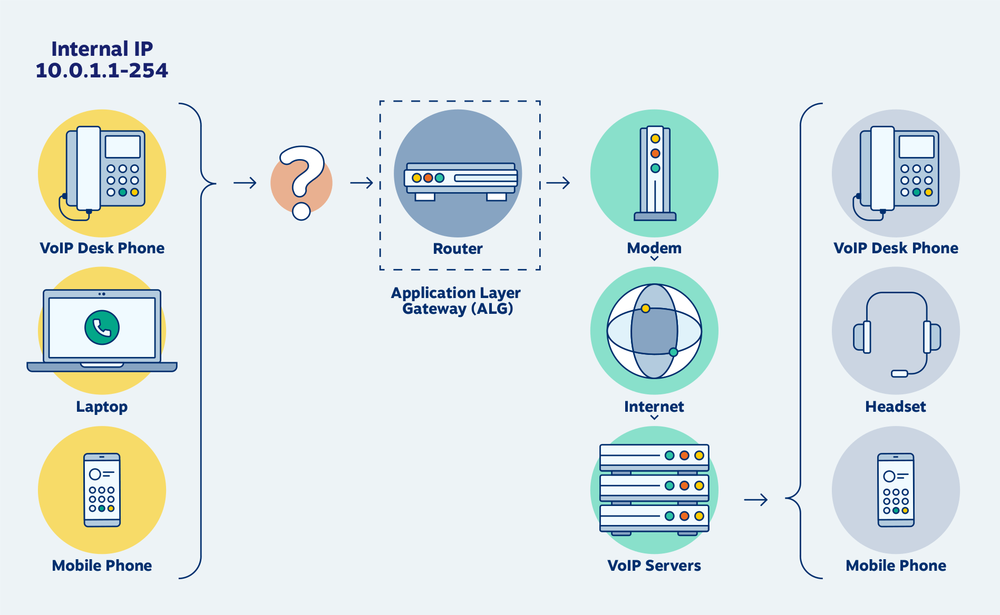 Internal IP
10.0.1.1-254
VoIP Desk Phone
Laptop
Mobile Phone
?
Router
Application Layer
Gateway (ALG)
Modem
Internet
VoIP Servers
VoIP Desk Phone
Headset
Mobile Phone